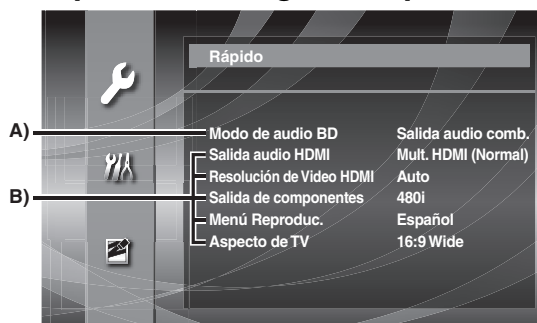 Rápido
A) Modo de audio BD Salida audio comb.
Salida audio HDMI Mult. HDMI (Normal)
Resolución de Video HDMI Auto
B) Salida de componentes 480i
Menú Reproduc. Español
Aspecto de TV 16:9 Wide